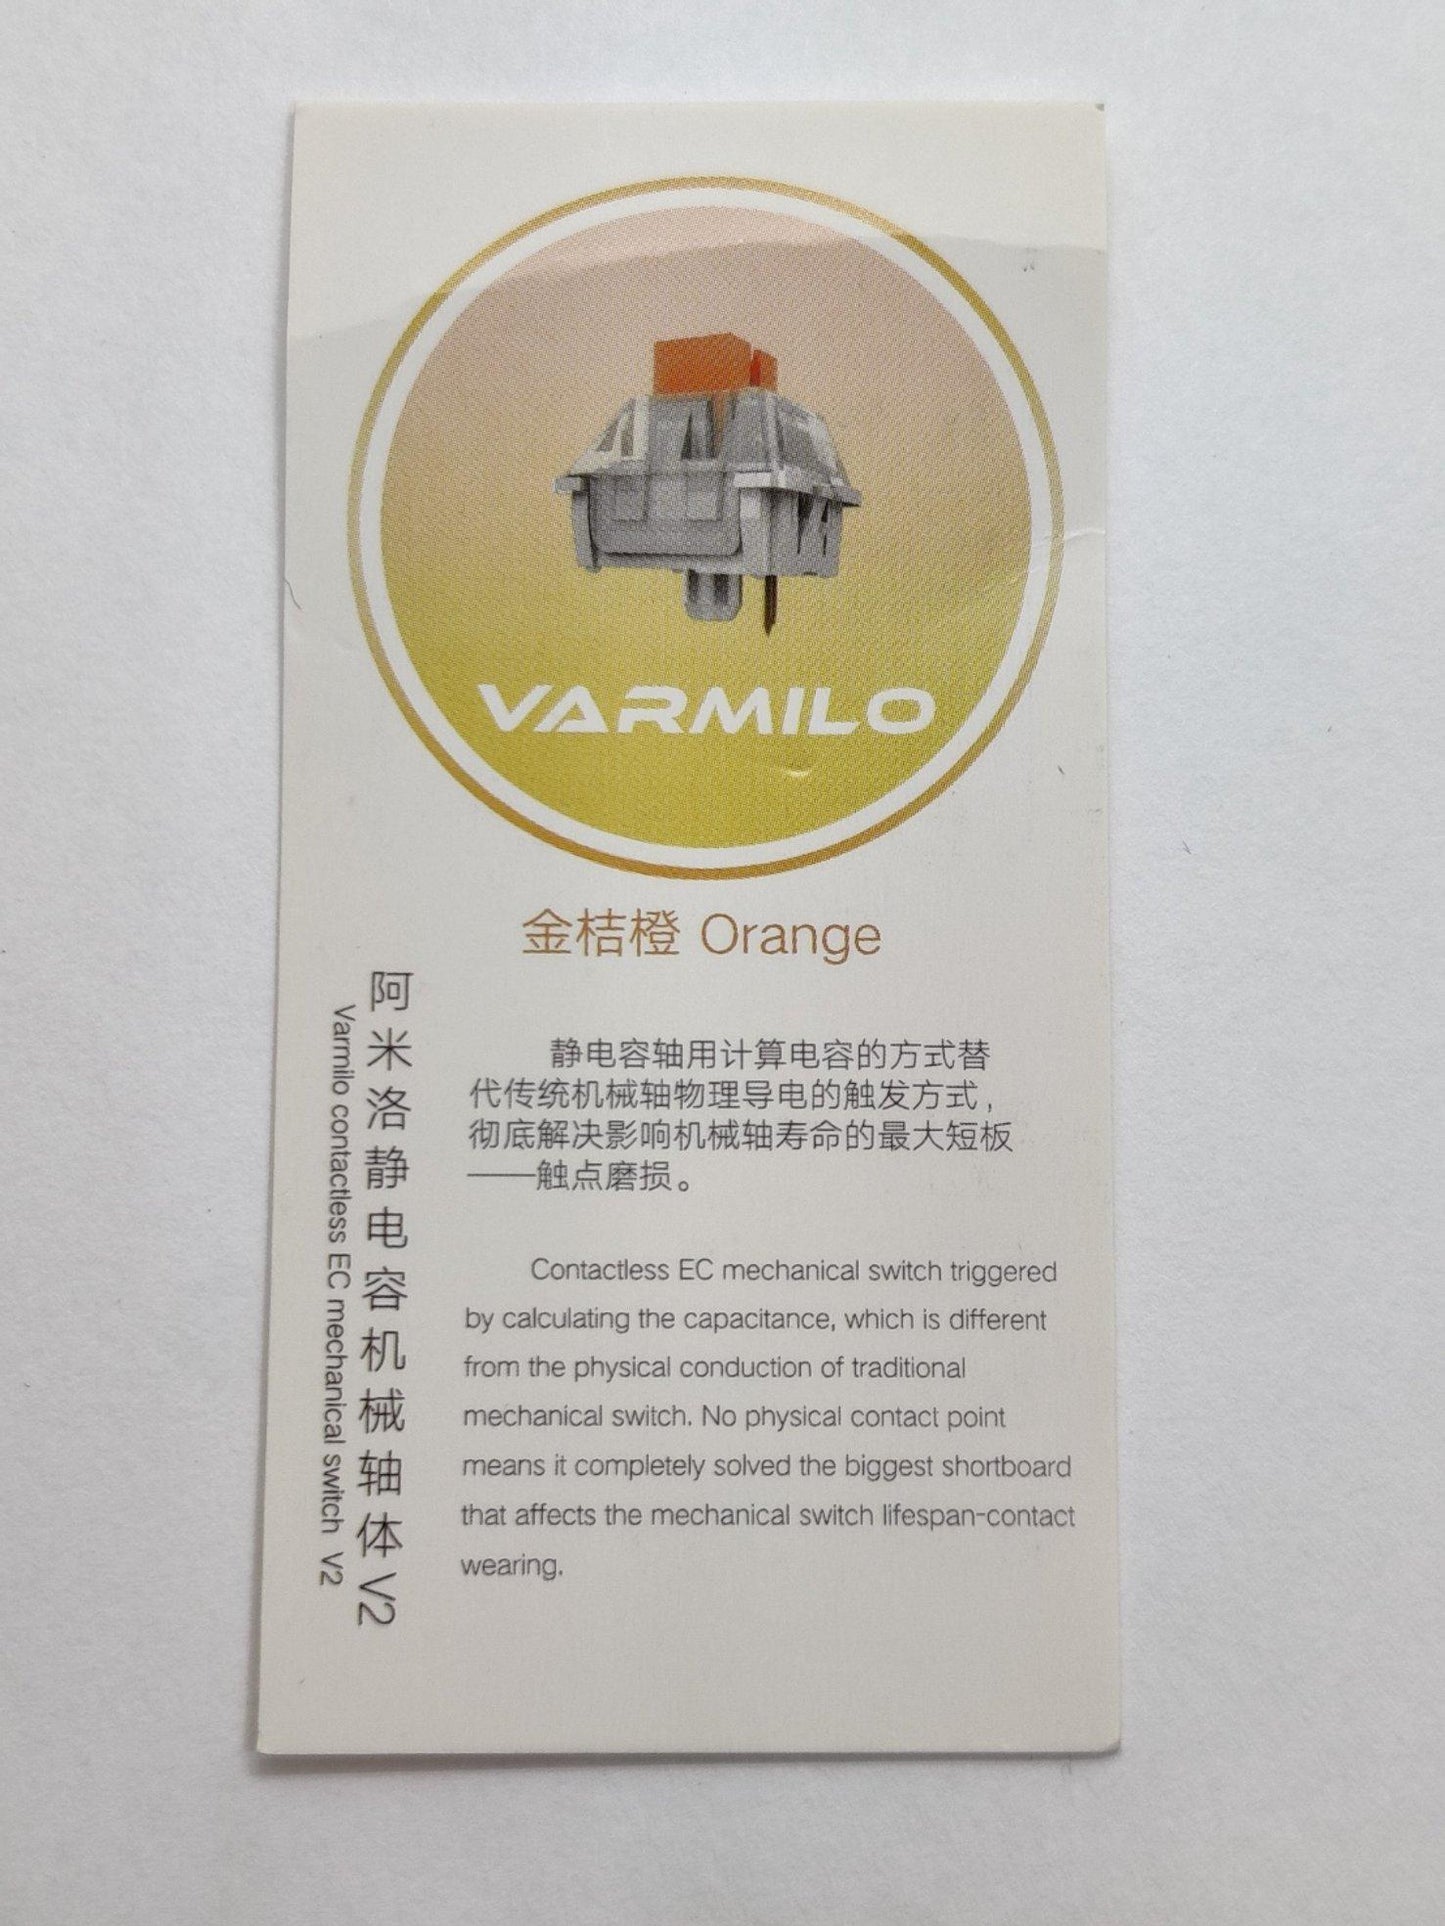 VARMILO
金桔橙 Orange
阿米洛静电容机械轴体 V2
Varmilo contactless EC mechanical switch V2
静电容轴用计算电容的方式替
代传统机械轴物理导电的触发方式，
彻底解决影响机械轴寿命的最大短板
——触点磨损。
Contactless EC mechanical switch triggered
by calculating the capacitance, which is different
from the physical conduction of traditional
mechanical switch. No physical contact point
means it completely solved the biggest shortboard
that affects the mechanical switch lifespan-contact
wearing.